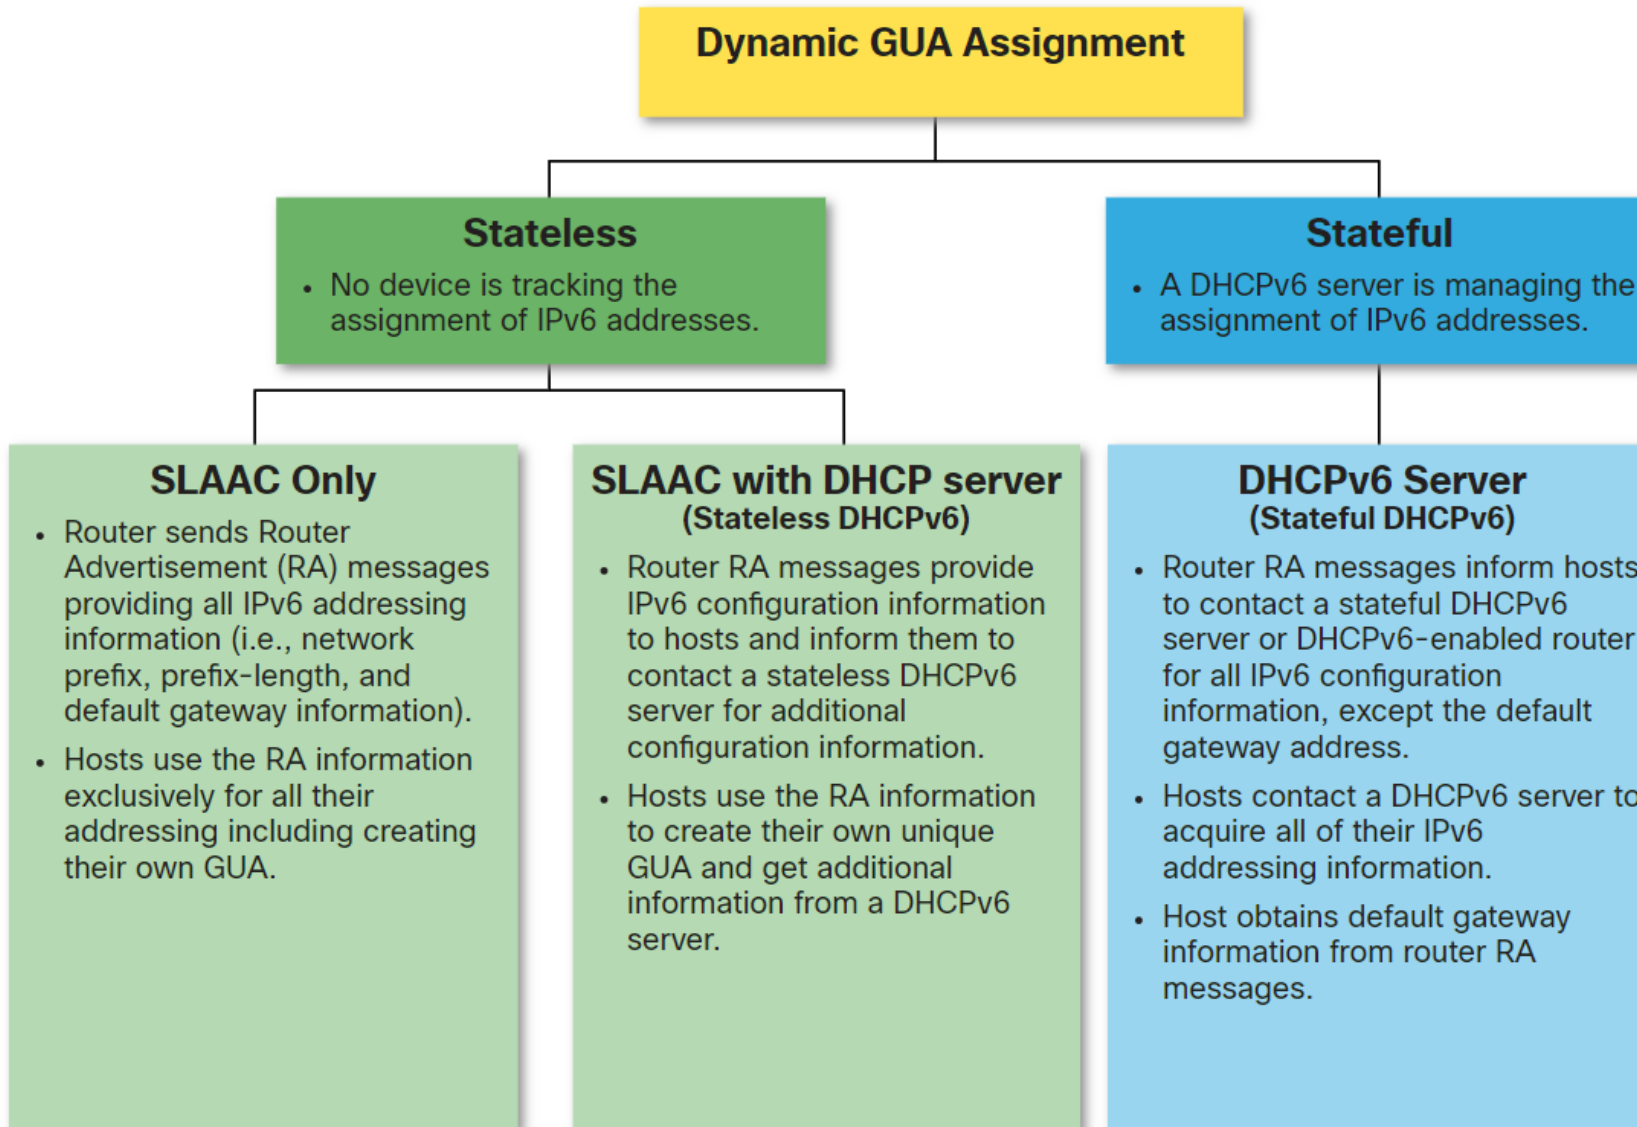 Dynamic GUA Assignment
Stateless
• No device is tracking the
assignment of IPv6 addresses.
Stateful
• A DHCPv6 server is managing the
assignment of IPv6 addresses.
SLAAC Only
• Router sends Router
Advertisement (RA) messages
providing all IPv6 addressing
information (i.e., network
prefix, prefix-length, and
default gateway information).
• Hosts use the RA information
exclusively for all their
addressing including creating
their own GUA.
SLAAC with DHCP server
(Stateless DHCPv6)
• Router RA messages provide
IPv6 configuration information
to hosts and inform them to
contact a stateless DHCPv6
server for additional
configuration information.
• Hosts use the RA information
to create their own unique
GUA and get additional
information from a DHCPv6
server.
DHCPv6 Server
(Stateful DHCPv6)
• Router RA messages inform hosts
to contact a stateful DHCPv6
server or DHCPv6-enabled router
for all IPv6 configuration
information, except the default
gateway address.
• Hosts contact a DHCPv6 server to
acquire all of their IPv6
addressing information.
• Host obtains default gateway
information from router RA
messages.